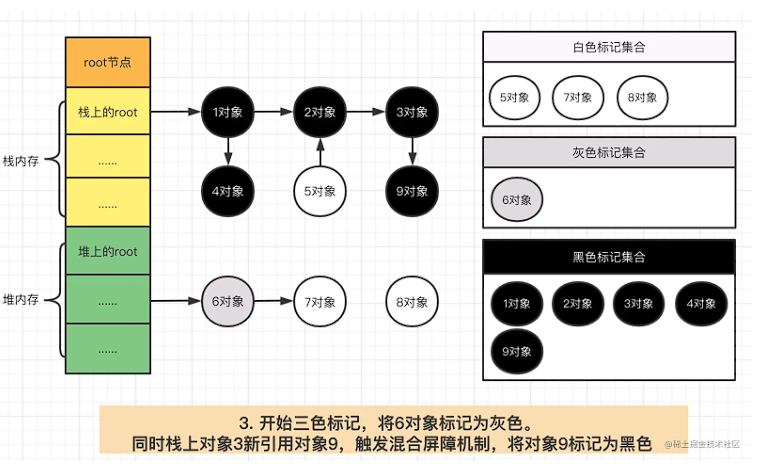 root节点
栈上的root
……
……
堆上的root
……
……
栈内存
堆内存
1对象
2对象
3对象
4对象
5对象
9对象
6对象
7对象
8对象
白色标记集合
5对象
7对象
8对象
灰色标记集合
6对象
黑色标记集合
1对象
2对象
3对象
4对象
9对象
3. 开始三色标记，将6对象标记为灰色。
同时栈上对象3新引用对象9，触发混合屏障机制，将对象9标记为黑色
@稀土掘金技术社区